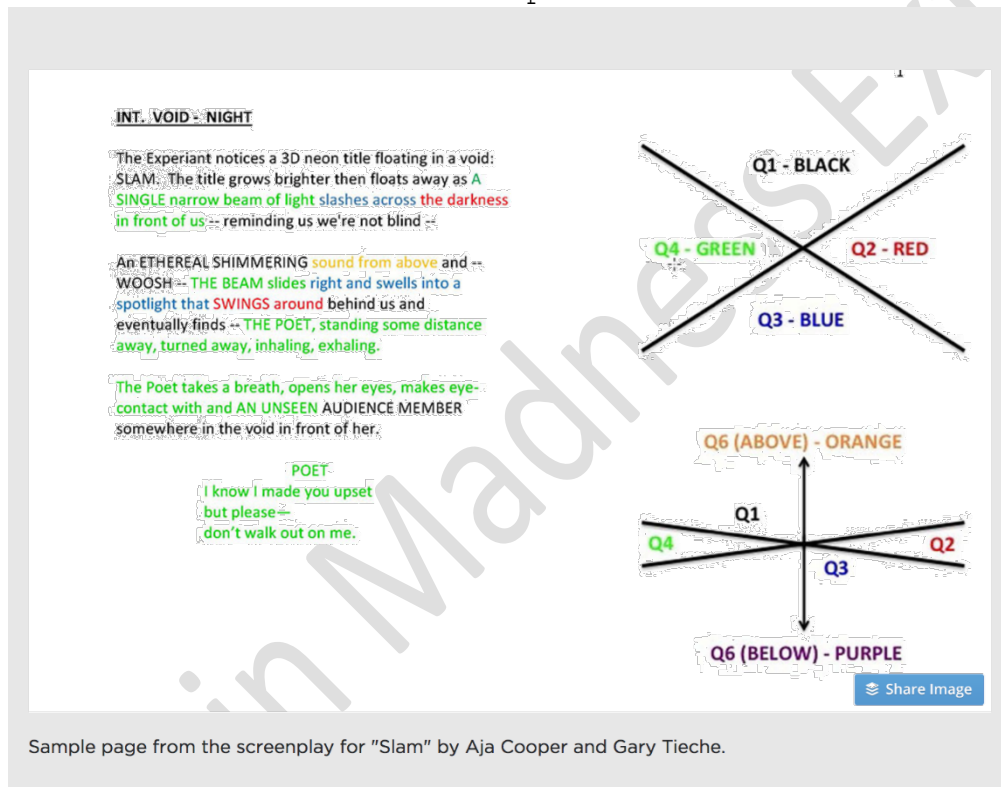 1
INT. VOID - NIGHT
The Experiant notices a 3D neon title floating in a void:
SLAM. The title grows brighter then floats away as A
SINGLE narrow beam of light slashes across the darkness
in front of us -- reminding us we're not blind --
An ETHEREAL SHIMMERING sound from above and --
WOOSH -- THE BEAM slides right and swells into a
spotlight that SWINGS around behind us and
eventually finds -- THE POET, standing some distance
away, turned away, inhaling, exhaling.
The Poet takes a breath, opens her eyes, makes eye-
contact with and AN UNSEEN AUDIENCE MEMBER
somewhere in the void in front of her.
POET
I know I made you upset
but please—
don't walk out on me.
Q1 - BLACK
Q4 - GREEN
Q2 - RED
Q3 - BLUE
Q6 (ABOVE) - ORANGE
Q1
Q4
Q2
Q3
Q6 (BELOW) - PURPLE
in Madness Ex
Share Image
Sample page from the screenplay for "Slam" by Aja Cooper and Gary Tieche.